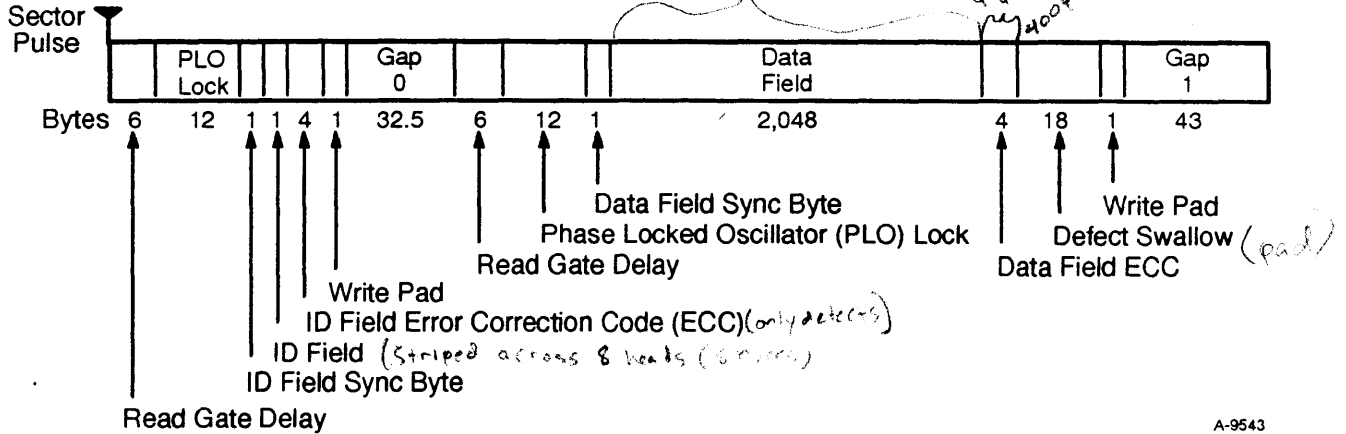 Sector
Pulse
PLO
Lock
Gap
0
Data
Field
Gap
1
Bytes 6 12 1 1 4 1 32.5 6 12 1 2,048 4 18 1 43
Data Field Sync Byte
Write Pad
Phase Locked Oscillator (PLO) Lock
Defect Swallow (pad)
Read Gate Delay
Data Field ECC
Write Pad
ID Field Error Correction Code (ECC) (only detects)
ID Field (Striped across 8 heads
ID Field Sync Byte
Read Gate Delay
A-9543